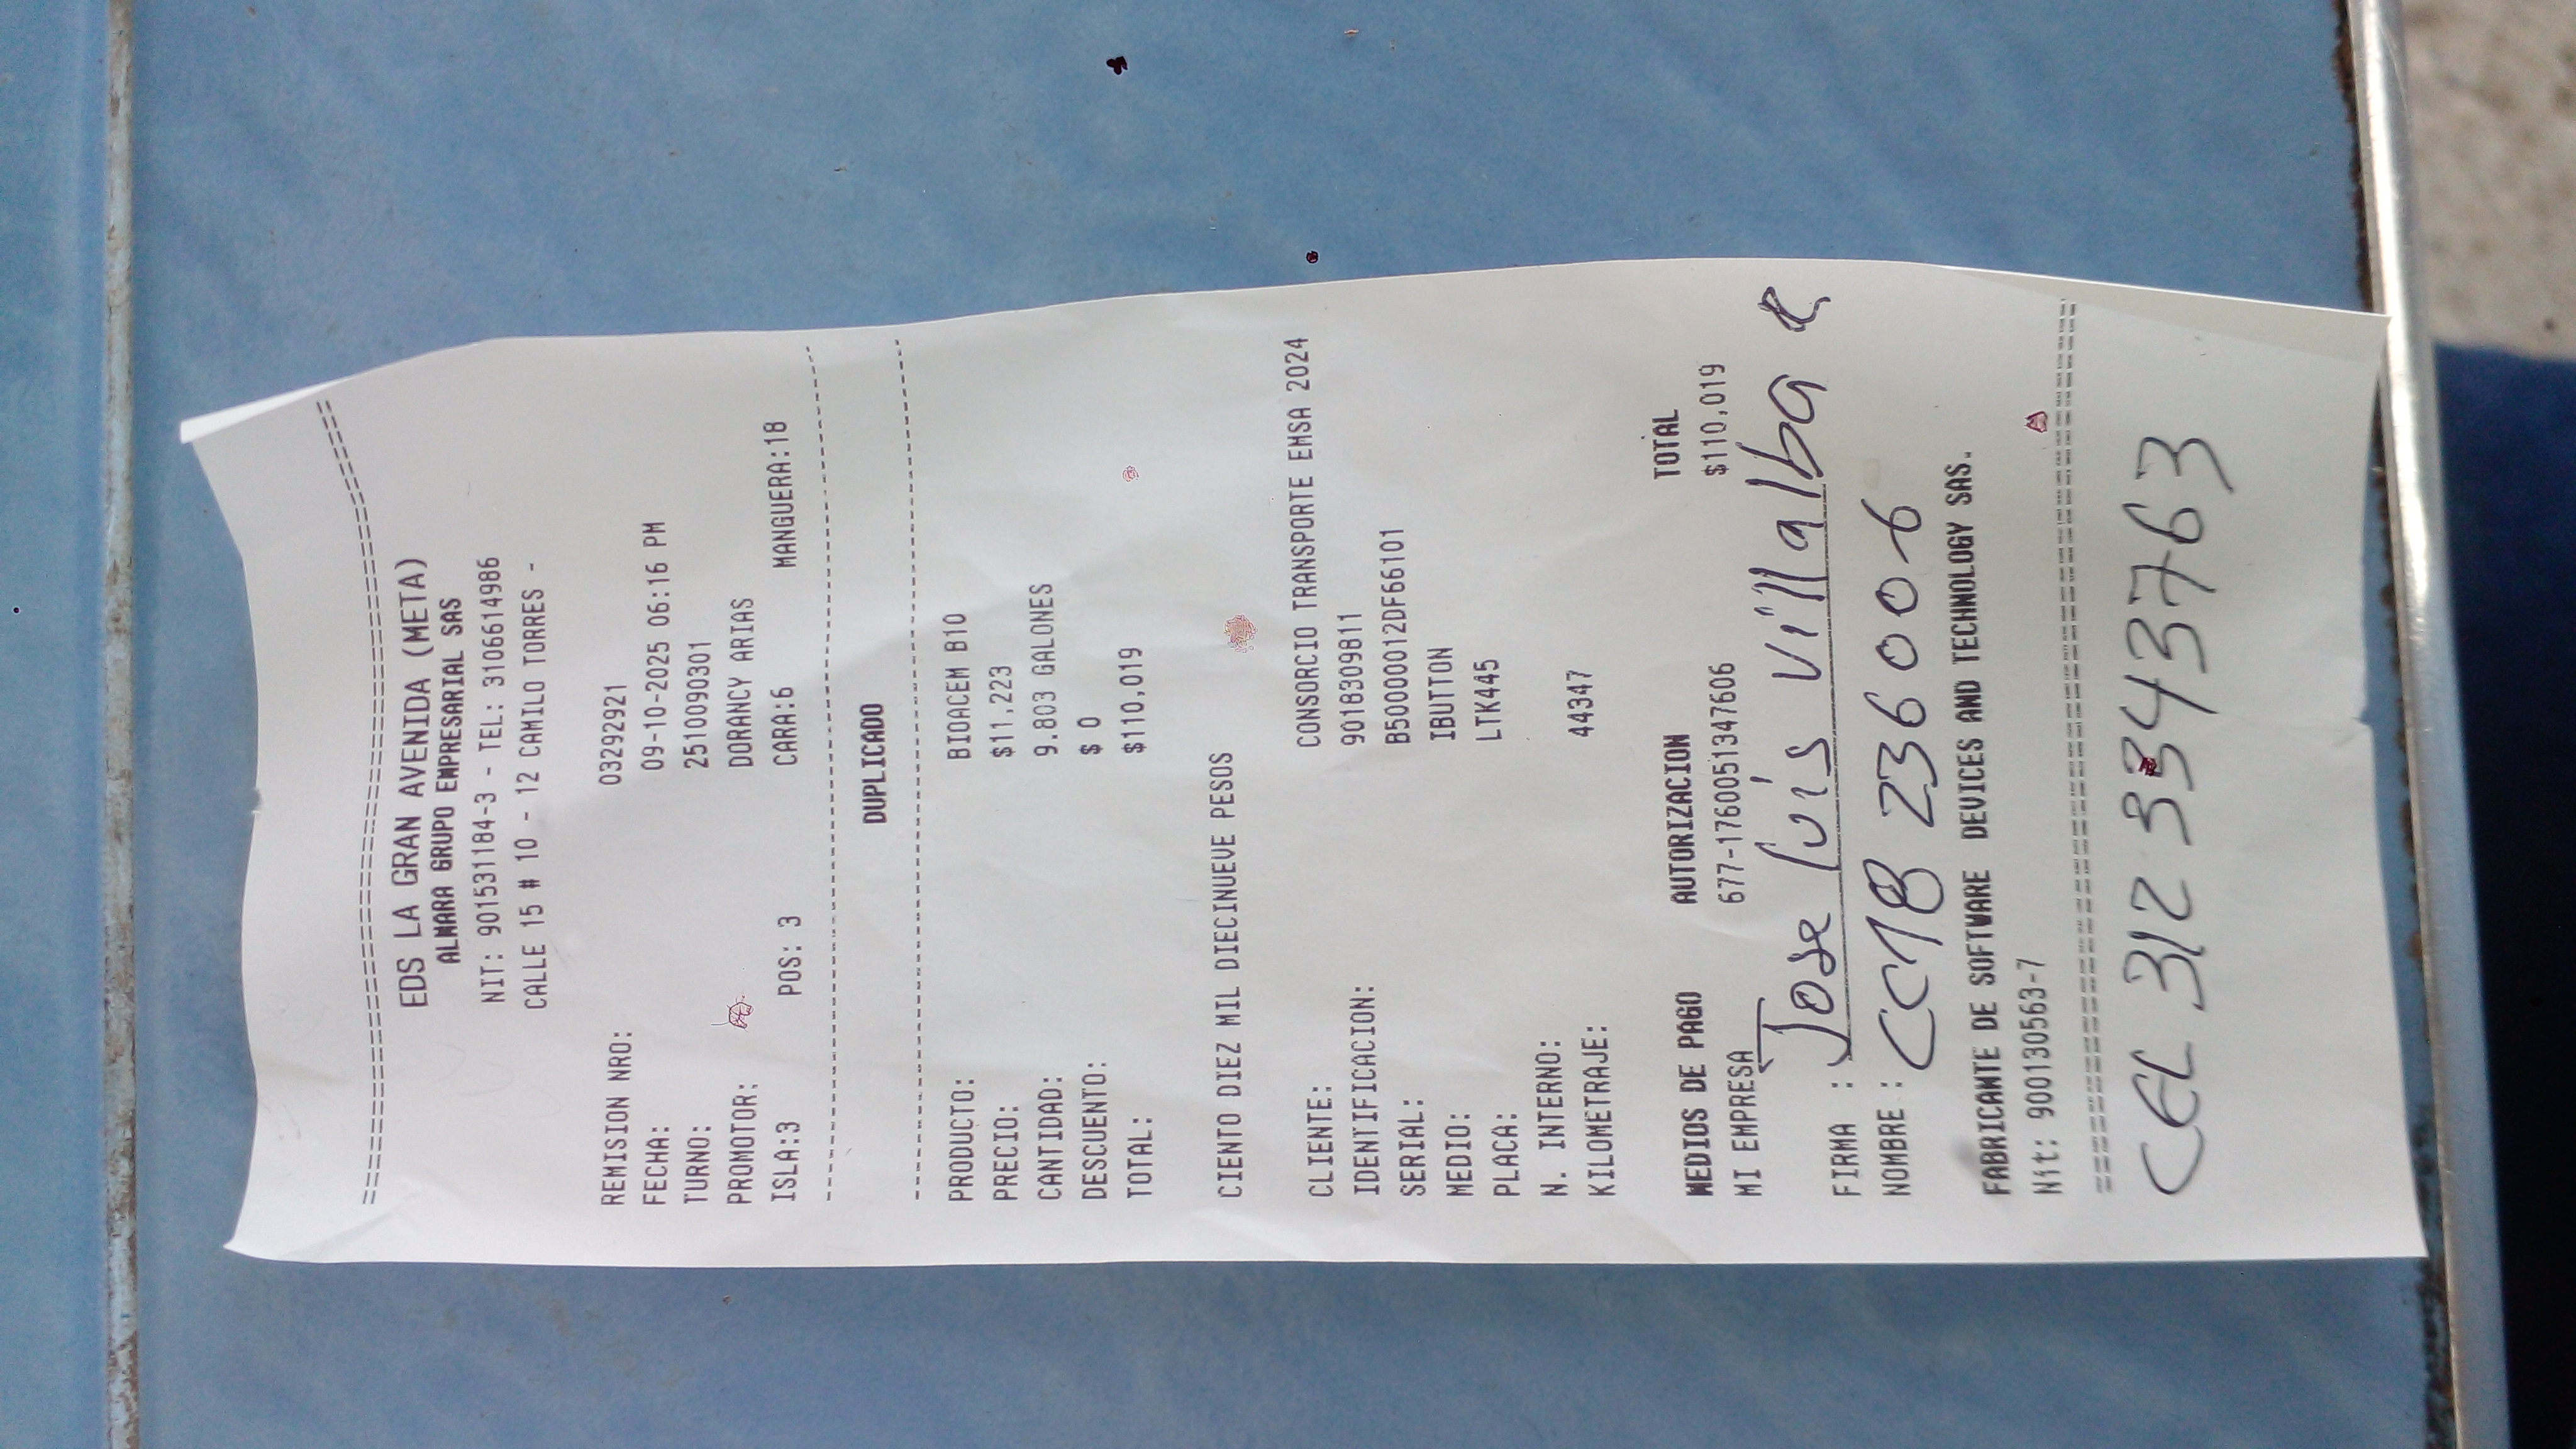 ========================================
EDS LA GRAN AVENIDA (META)
ALMARA GRUPO EMPRESARIAL SAS
NIT: 901531184-3 - TEL: 3106614986
CALLE 15 # 10 - 12 CAMILO TORRES -
REMISION NRO: 03292921
FECHA: 09-10-2025 06:16 PM
TURNO: 2510090301
PROMOTOR: DORANCY ARIAS
ISLA:3 POS: 3 CARA:6 MANGUERA:18
----------------------------------------
DUPLICADO
----------------------------------------
PRODUCTO: BIOACEM B10
PRECIO: $11,223
CANTIDAD: 9.803 GALONES
DESCUENTO: $ 0
TOTAL: $110,019
CIENTO DIEZ MIL DIECINUEVE PESOS
CLIENTE: CONSORCIO TRANSPORTE EMSA 2024
IDENTIFICACION: 9018309811
SERIAL: B5000001 2DF66101
MEDIO: IBUTTON
PLACA: LTK445
N. INTERNO:
KILOMETRAJE: 44347
MEDIOS DE PAGO AUTORIZACION TOTAL
MI EMPRESA 677-1760051347606 $110,019
FIRMA : Jose luis villalba R
NOMBRE : CC18 236006
FABRICANTE DE SOFTWARE DEVICES AND TECHNOLOGY SAS.
Nit: 900130563-7
========================================
CEL 312 3343763